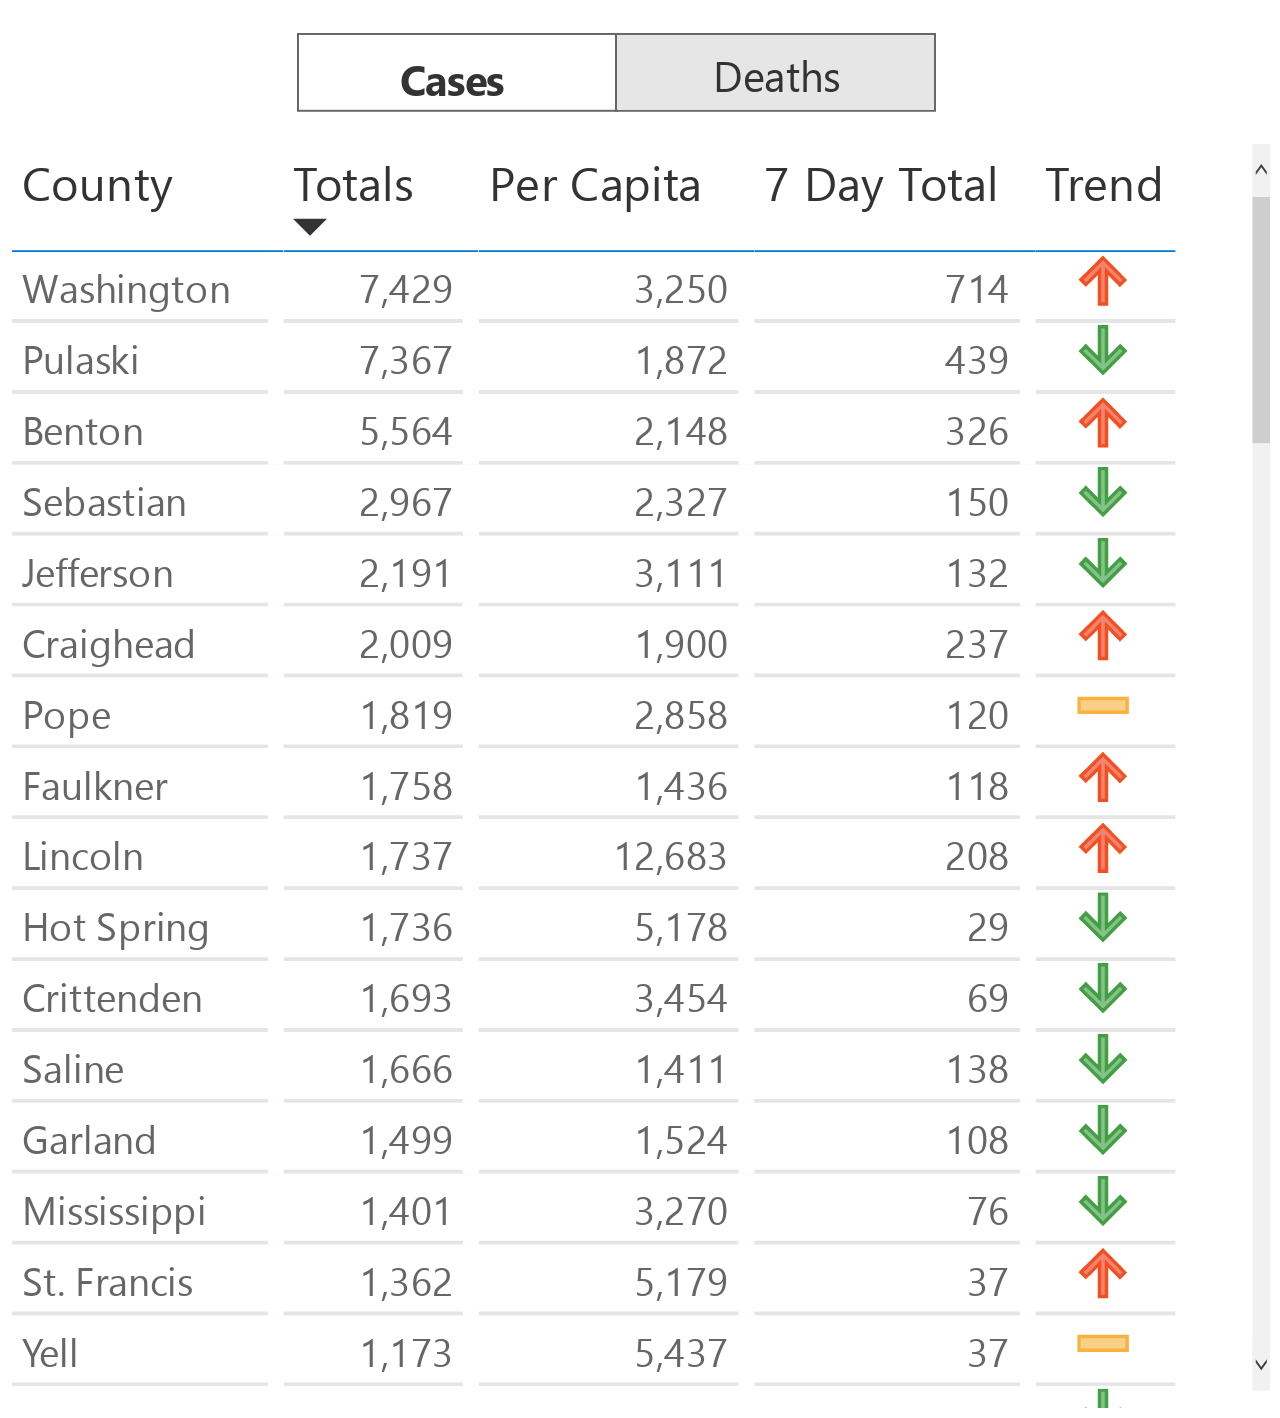 Cases Deaths
County Totals Per Capita 7 Day Total Trend
Washington 7,429 3,250 714
Pulaski 7,367 1,872 439
Benton 5,564 2,148 326
Sebastian 2,967 2,327 150
Jefferson 2,191 3,111 132
Craighead 2,009 1,900 237
Pope 1,819 2,858 120
Faulkner 1,758 1,436 118
Lincoln 1,737 12,683 208
Hot Spring 1,736 5,178 29
Crittenden 1,693 3,454 69
Saline 1,666 1,411 138
Garland 1,499 1,524 108
Mississippi 1,401 3,270 76
St. Francis 1,362 5,179 37
Yell 1,173 5,437 37